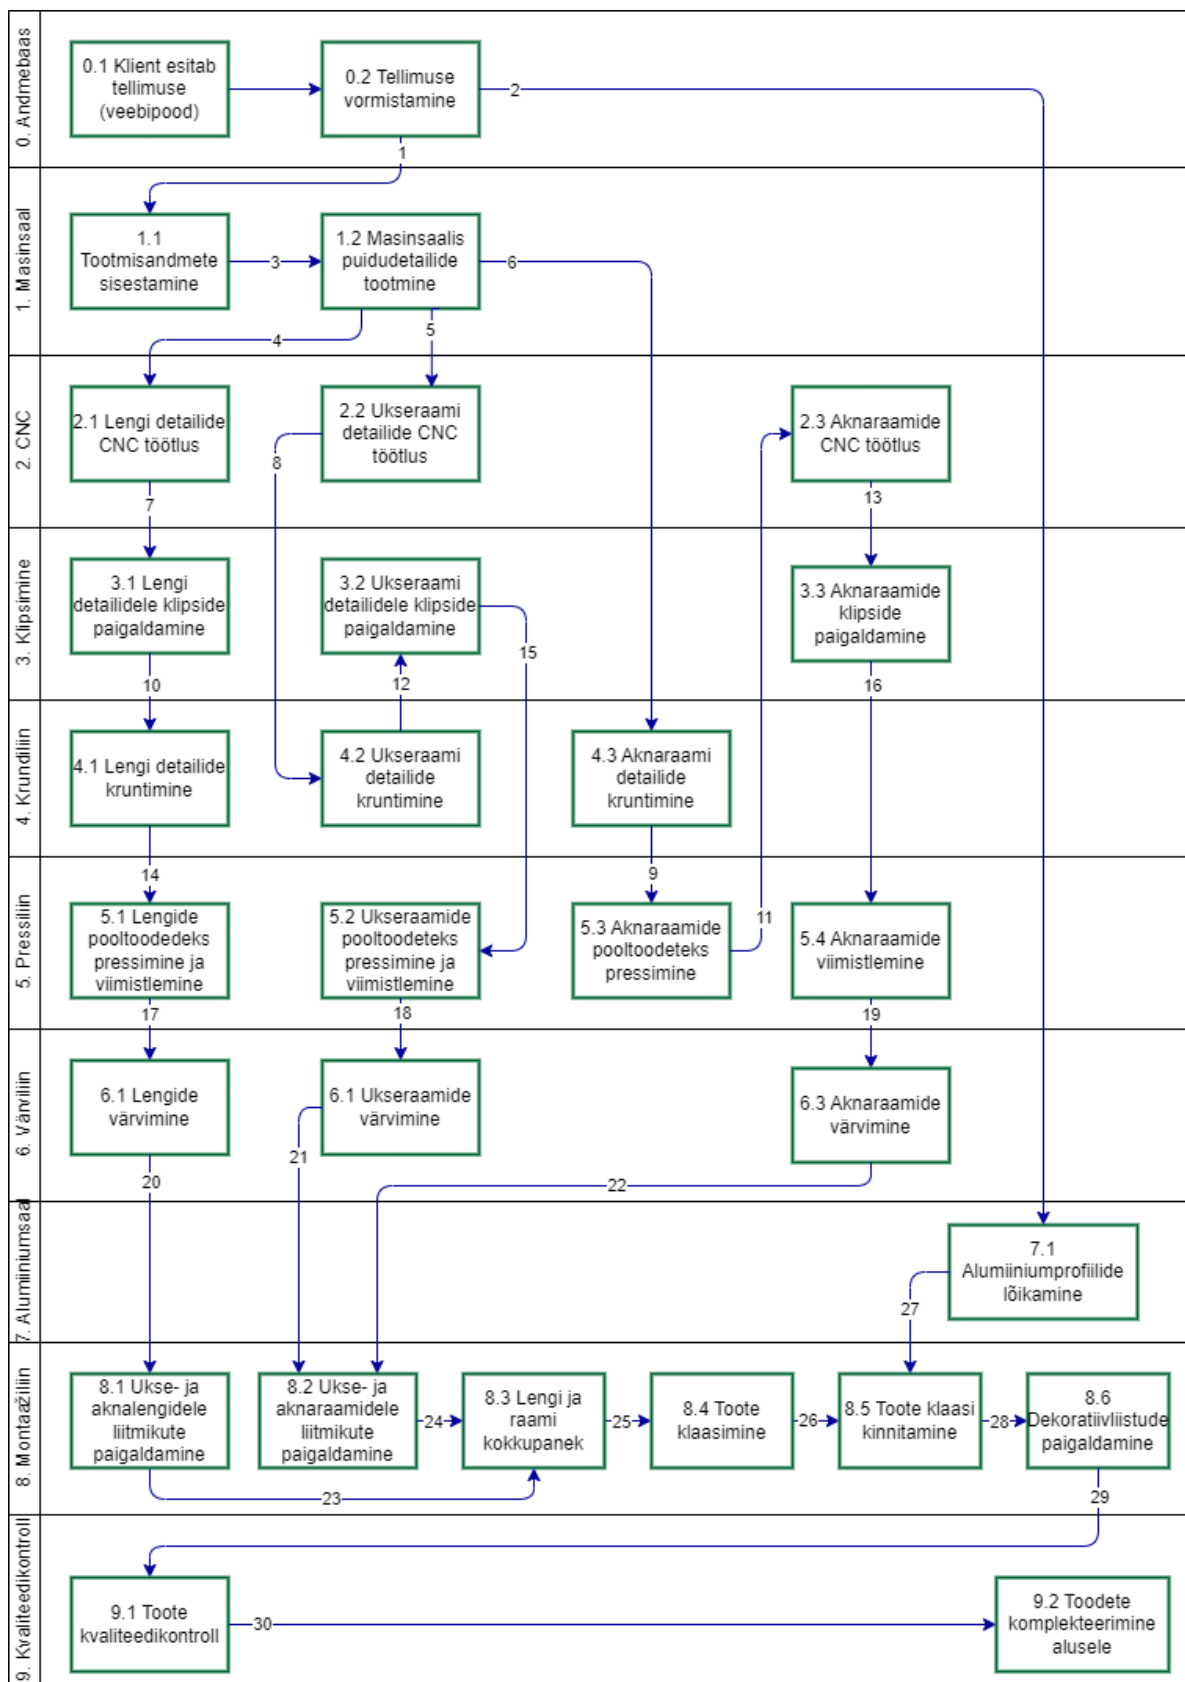 0. Andmebaas
0.1 Klient esitab
tellimuse
(veebipood)
0.2 Tellimuse
vormistamine
2
1
1. Masinsaal
1.1
Tootmisandmete
sisestamine
3
1.2 Masinsaalis
puidudetailide
tootmine
6
4
5
2. CNC
2.1 Lengi detailide
CNC töötlus
2.2 Ukseraami
detailide CNC
töötlus
2.3 Aknaraamide
CNC töötlus
8
7
13
3. Klipsimine
3.1 Lengi
detailidele klipside
paigaldamine
3.2 Ukseraami
detailidele klipside
paigaldamine
3.3 Aknaraamide
klipside
paigaldamine
15
10
12
16
4. Krundiliin
4.1 Lengi detailide
kruntimine
4.2 Ukseraami
detailide
kruntimine
4.3 Aknaraami
detailide
kruntimine
14
9
11
5. Pressiliin
5.1 Lengide
pooltoodedeks
pressimine ja
viimistlemine
5.2 Ukseraamide
pooltoodeteks
pressimine ja
viimistlemine
5.3 Aknaraamide
pooltoodeteks
pressimine
5.4 Aknaraamide
viimistlemine
17
18
19
6. Värviliin
6.1 Lengide
värvimine
6.1 Ukseraamide
värvimine
6.3 Aknaraamide
värvimine
21
20
22
7. Alumiiniumsaal
7.1
Alumiiniumprofiilide
lõikamine
27
8. Montaažiliin
8.1 Ukse- ja
aknalengidele
liitmikute
paigaldamine
8.2 Ukse- ja
aknaraamidele
liitmikute
paigaldamine
24
8.3 Lengi ja
raami
kokkupanek
25
8.4 Toote
klaasimine
26
8.5 Toote klaasi
kinnitamine
28
8.6
Dekoratiivliistude
paigaldamine
23
29
9. Kvaliteedikontroll
9.1 Toote
kvaliteedikontroll
30
9.2 Toodete
komplekteerimine
alusele